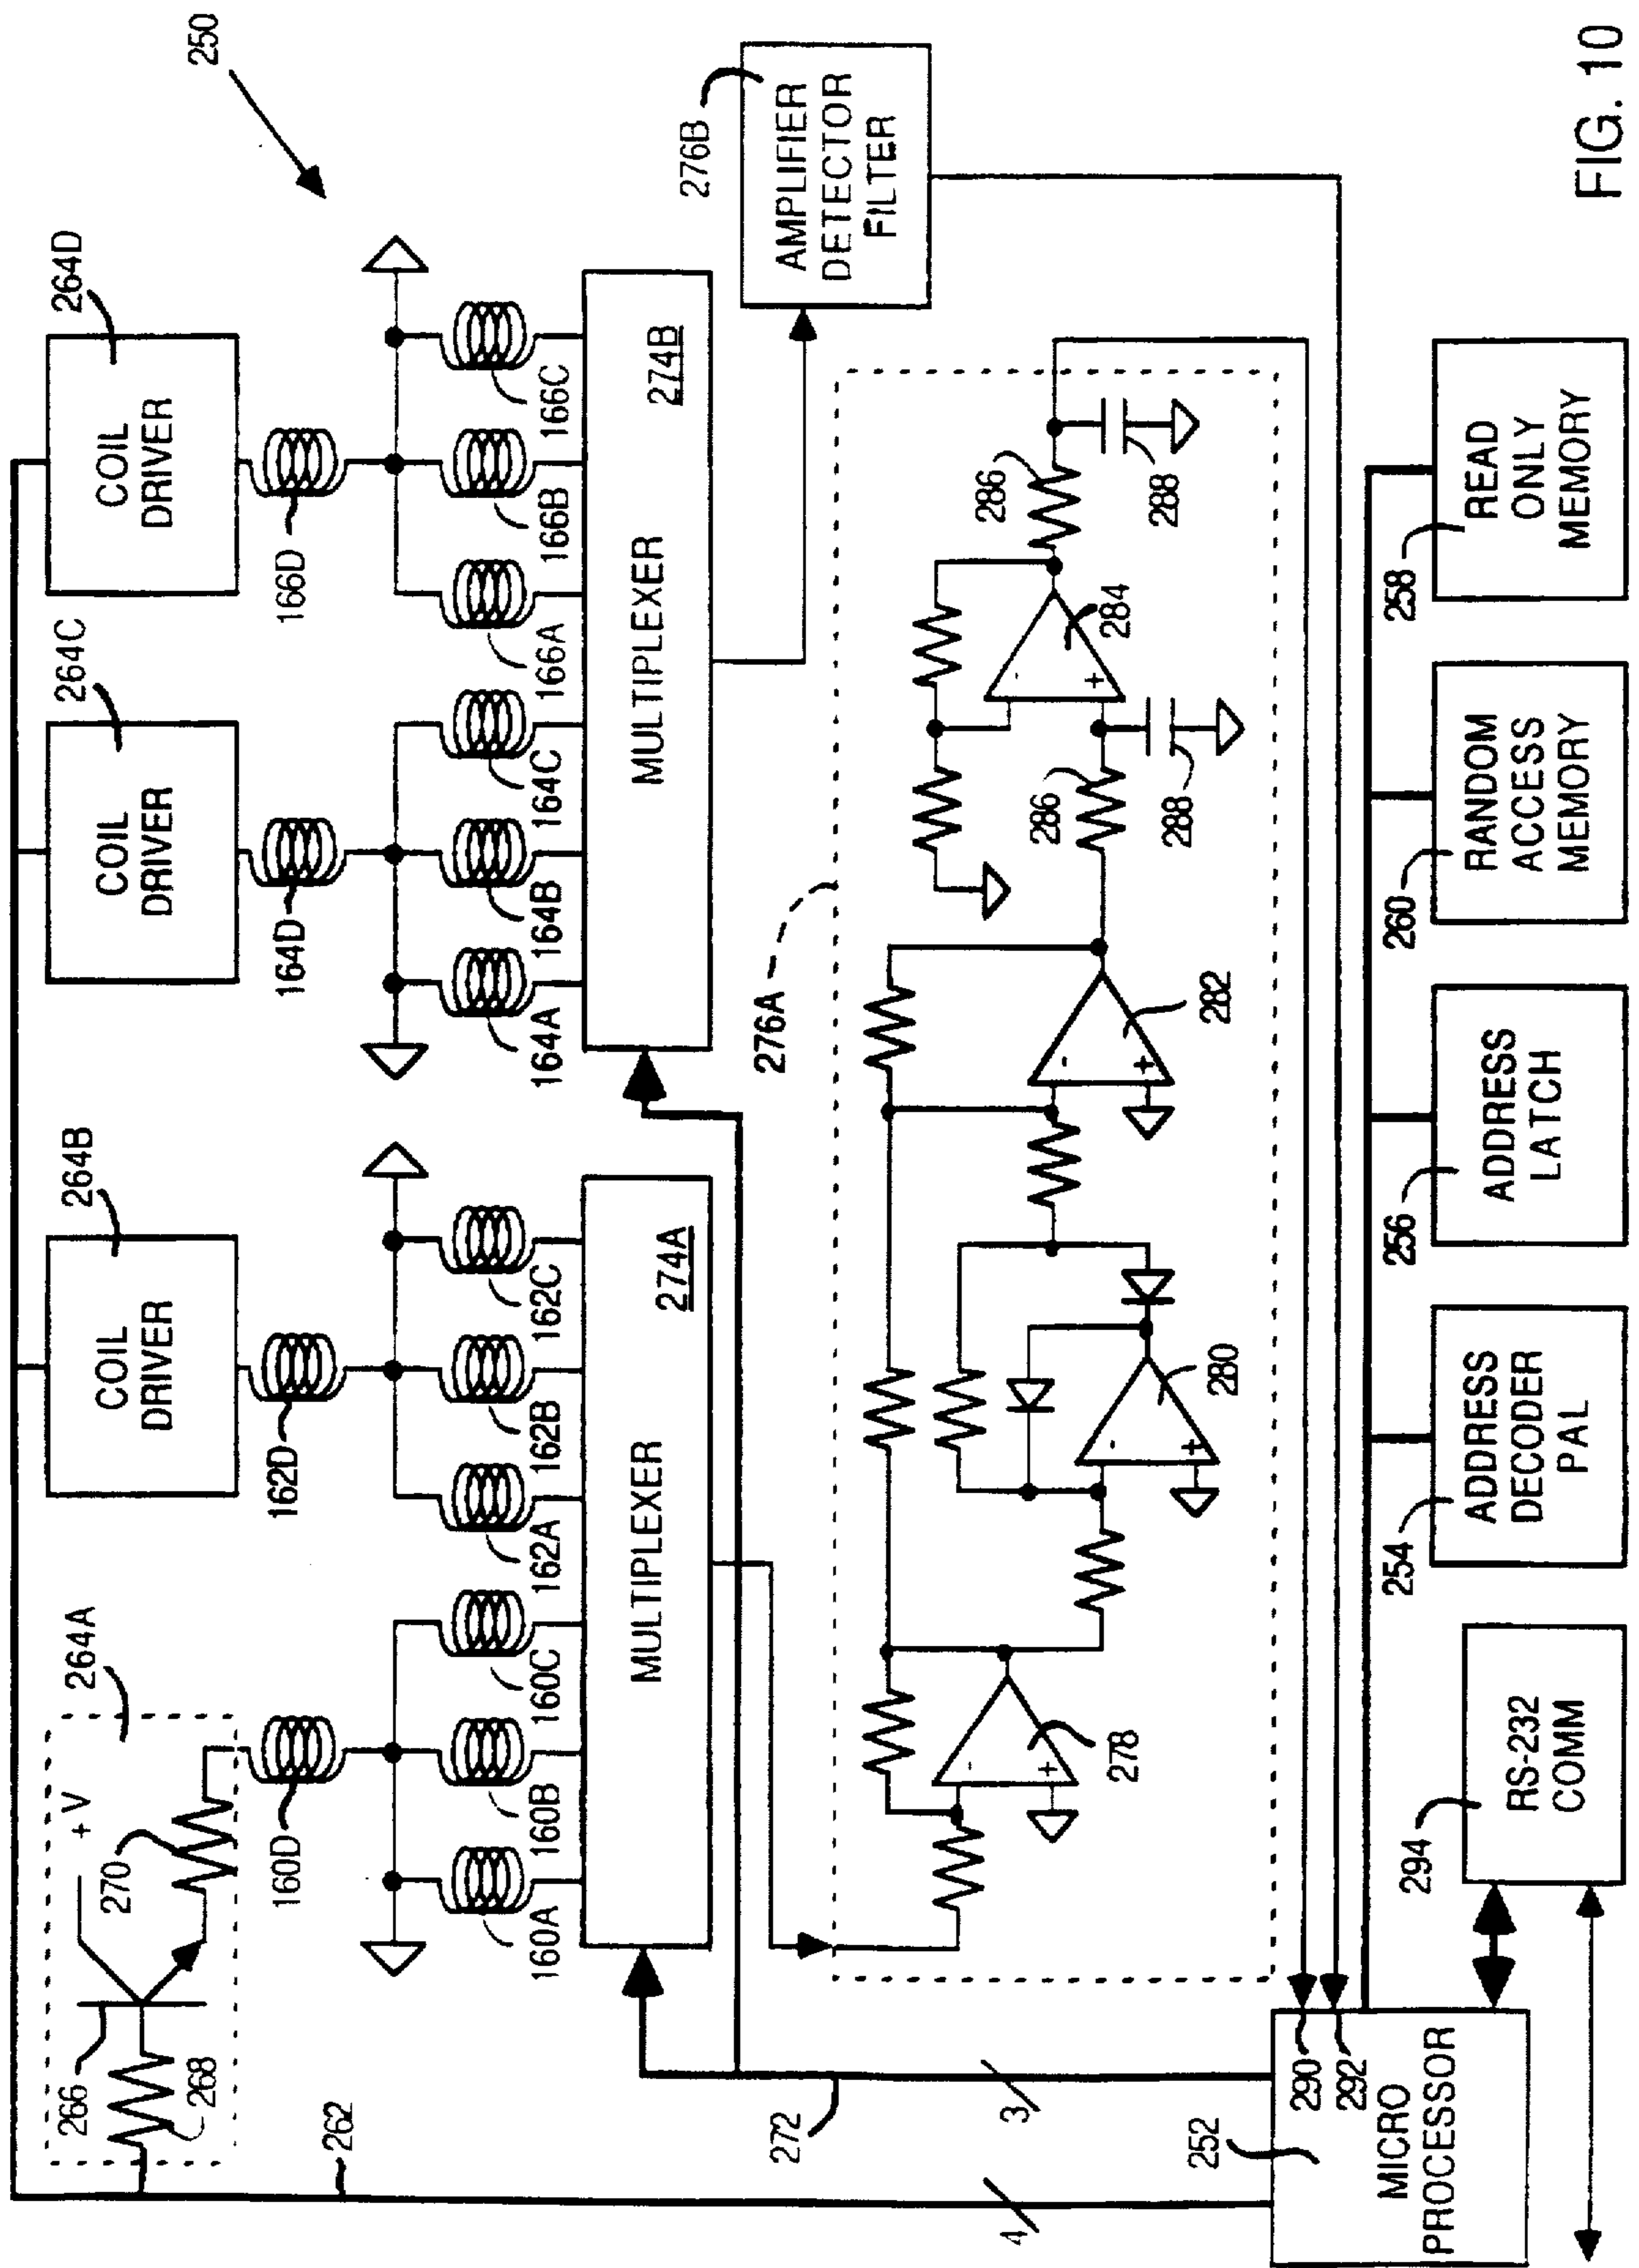 250
264A
264B
264C
264D
+V
266
268
270
COIL
DRIVER
COIL
DRIVER
COIL
DRIVER
262
160D
162D
164D
166D
160A
160B
160C
162A
162B
162C
164A
164B
164C
166A
166B
166C
MULTIPLEXER
274A
MULTIPLEXER
274B
276B
AMPLIFIER
DETECTOR
FILTER
276A
-
+
278
-
+
280
-
+
282
-
+
284
286
288
286
288
272
4
3
252
290
292
MICRO
PROCESSOR
294
RS-232
COMM
254
ADDRESS
DECODER
PAL
256
ADDRESS
LATCH
260
RANDOM
ACCESS
MEMORY
258
READ
ONLY
MEMORY
FIG. 10